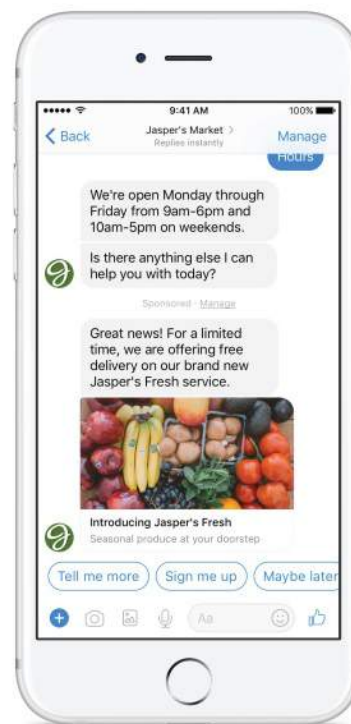 9:41 AM
100%
Back
Jasper's Market
Manage
Replies instantly
Hours
We're open Monday through
Friday from 9am-6pm and
10am-5pm on weekends.
Is there anything else I can
help you with today?
Sponsored · Manage
Great news! For a limited
time, we are offering free
delivery on our brand new
Jasper's Fresh service.
Introducing Jasper's Fresh
Seasonal produce at your doorstep
Tell me more
Sign me up
Maybe later
Aa